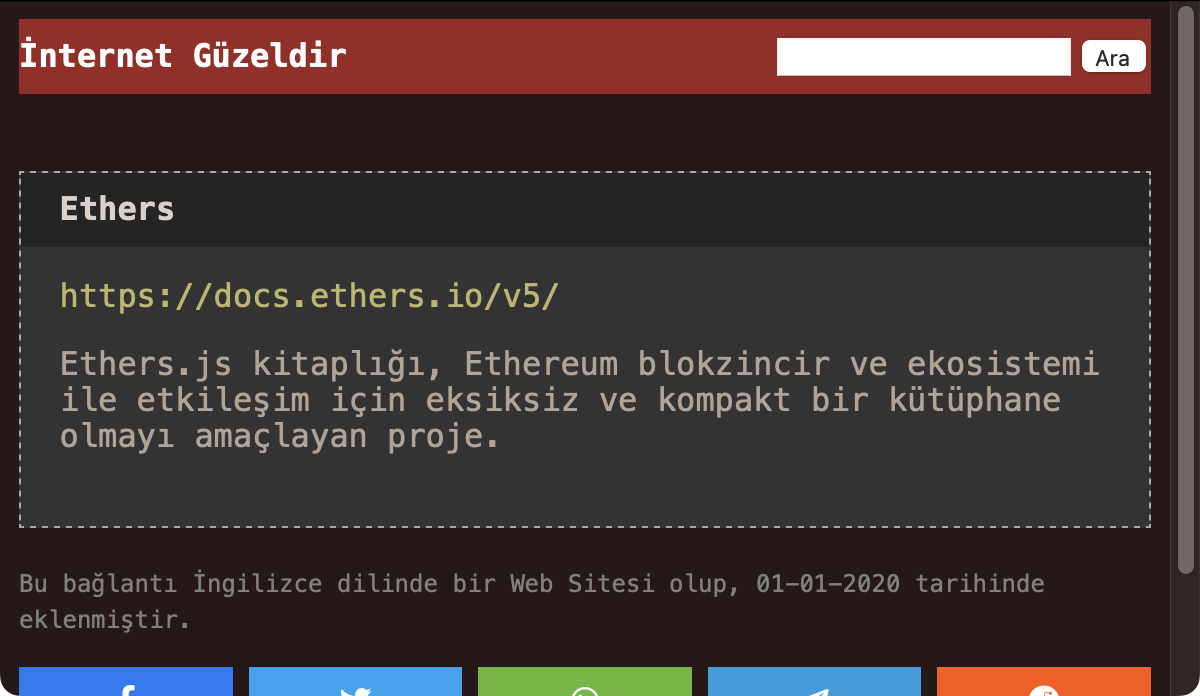 İnternet Güzeldir
Ara
Ethers
https://docs.ethers.io/v5/
Ethers.js kitaplığı, Ethereum blokzincir ve ekosistemi
ile etkileşim için eksiksiz ve kompakt bir kütüphane
olmayı amaçlayan proje.
Bu bağlantı İngilizce dilinde bir Web Sitesi olup, 01-01-2020 tarihinde
eklenmiştir.